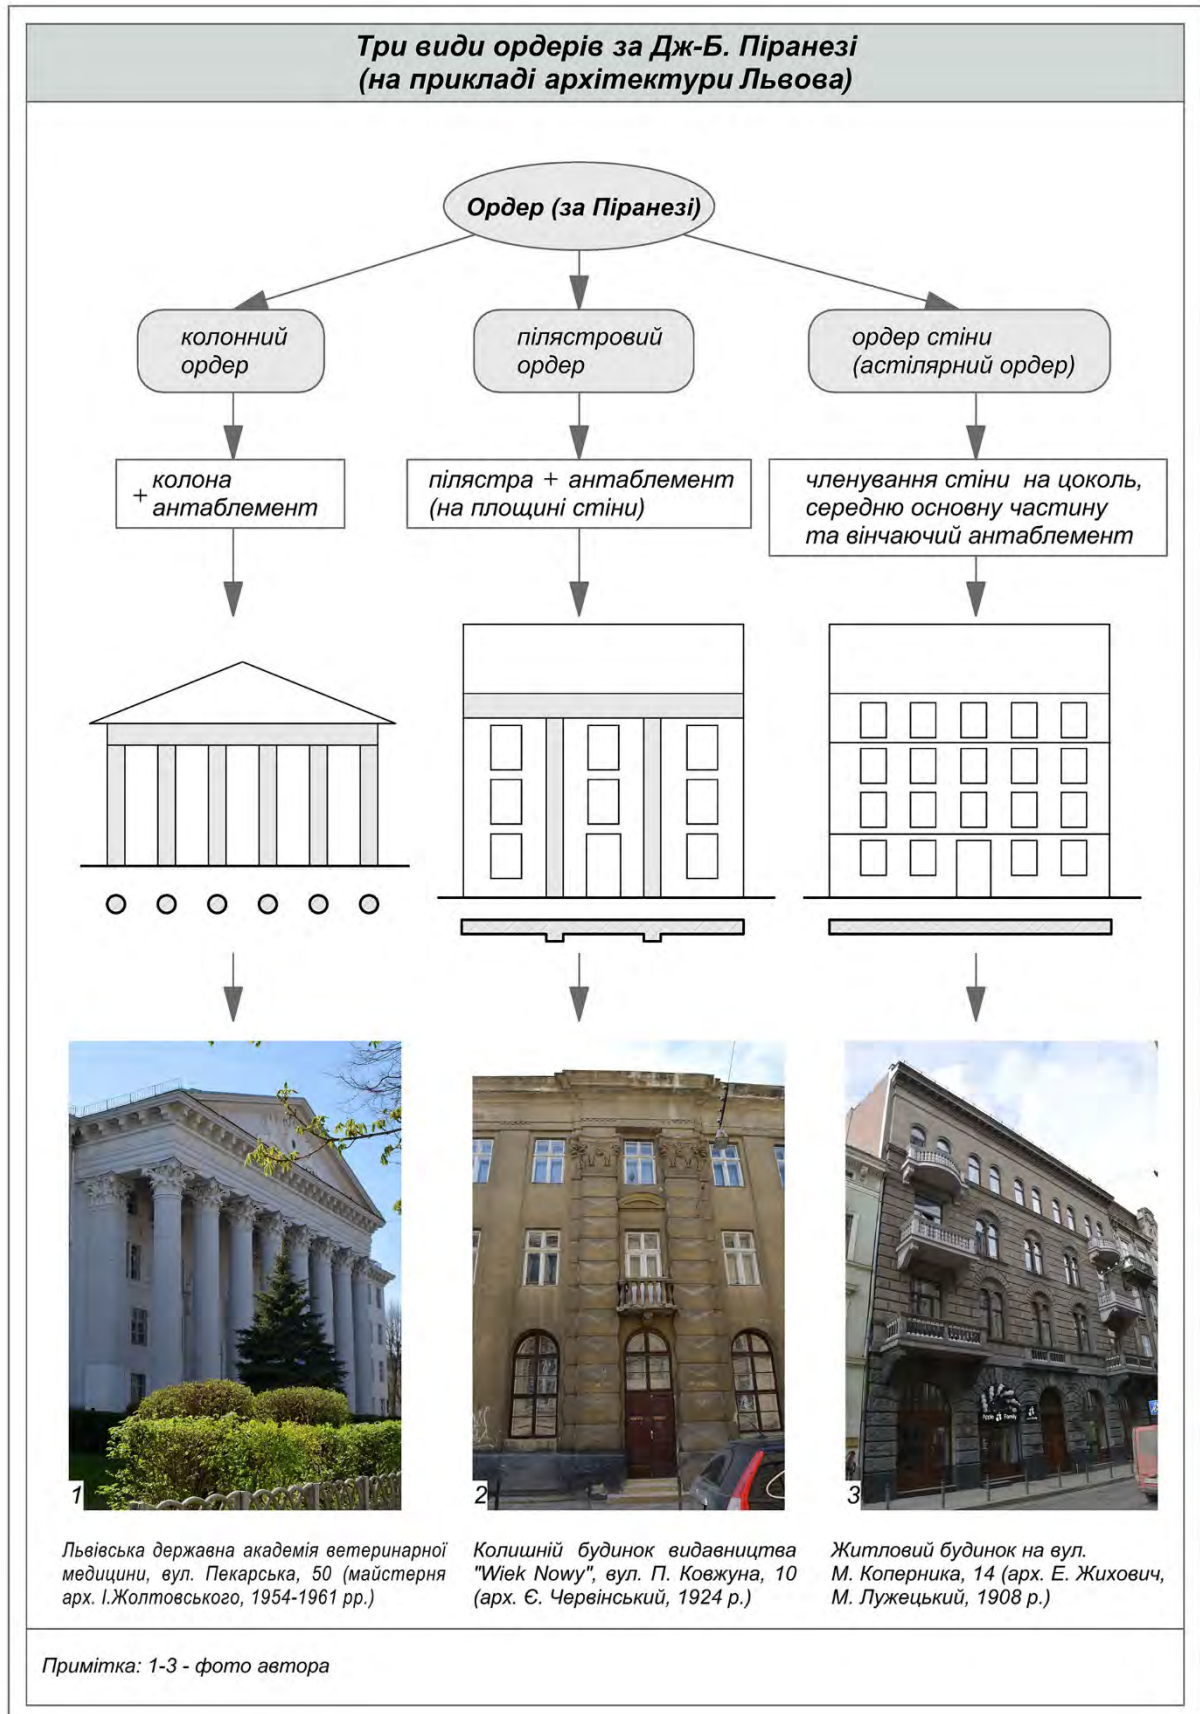 Три види ордерів за Дж-Б. Піранезі
(на прикладі архітектури Львова)
Ордер (за Піранезі)
колонний
ордер
пілястровий
ордер
ордер стіни
(астілярний ордер)
+ колона
антаблемент
пілястра + антаблемент
(на площині стіни)
членування стіни на цоколь,
середню основну частину
та вінчаючий антаблемент
1
2
3
Family
Львівська державна академія ветеринарної
медицини, вул. Пекарська, 50 (майстерня
арх. І.Жолтовського, 1954-1961 рр.)
Колишній будинок видавництва
"Wiek Nowy", вул. П. Ковжуна, 10
(арх. Є. Червінський, 1924 р.)
Житловий будинок на вул.
М. Коперника, 14 (арх. Е. Жихович,
М. Лужецький, 1908 р.)
Примітка: 1-3 - фото автора